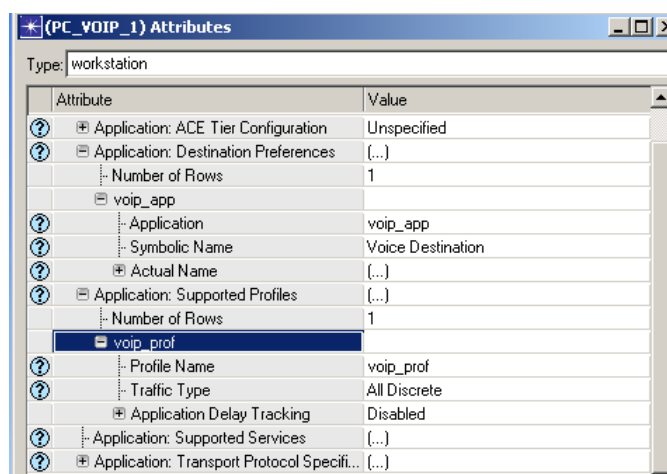 (PC_VOIP_1) Attributes
Type: workstation
Attribute Value
Application: ACE Tier Configuration Unspecified
Application: Destination Preferences (...)
Number of Rows 1
voip_app
Application voip_app
Symbolic Name Voice Destination
Actual Name (...)
Application: Supported Profiles (...)
Number of Rows 1
voip_prof
Profile Name voip_prof
Traffic Type All Discrete
Application Delay Tracking Disabled
Application: Supported Services (...)
Application: Transport Protocol Specifi... (...)